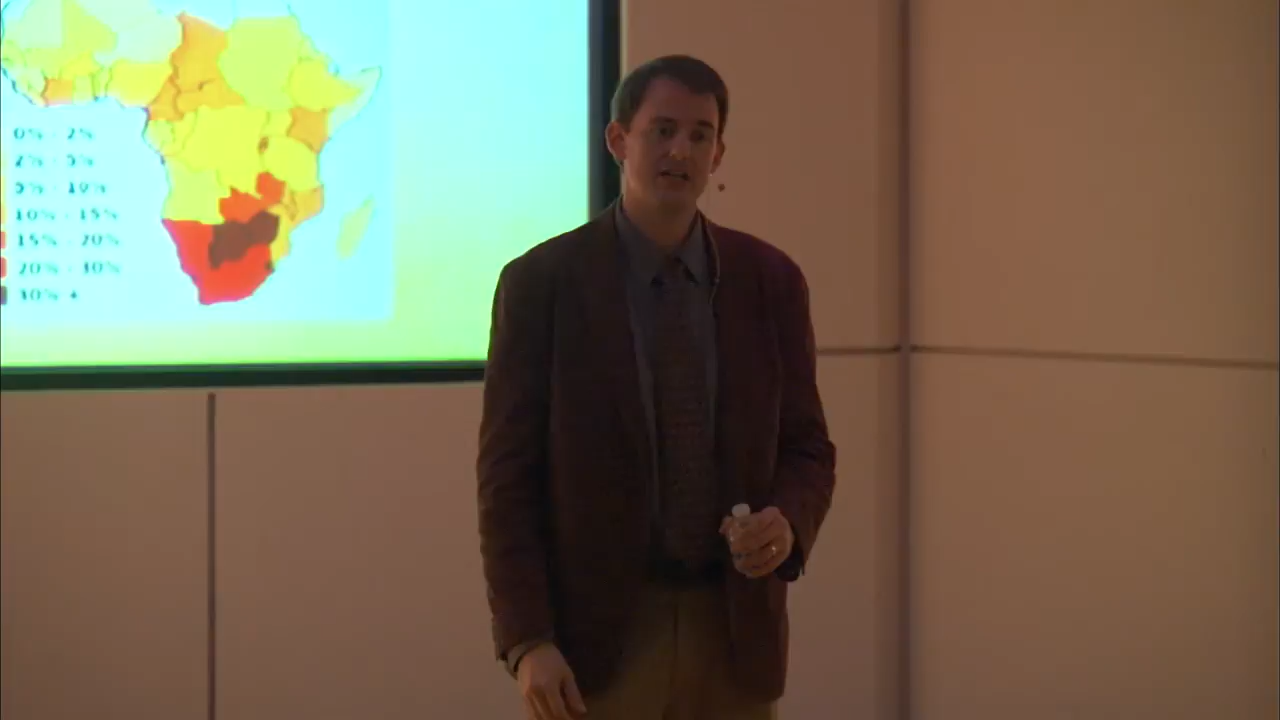 0% - 2%
2% - 5%
5% - 10%
10% - 15%
15% - 20%
20% - 30%
30% +